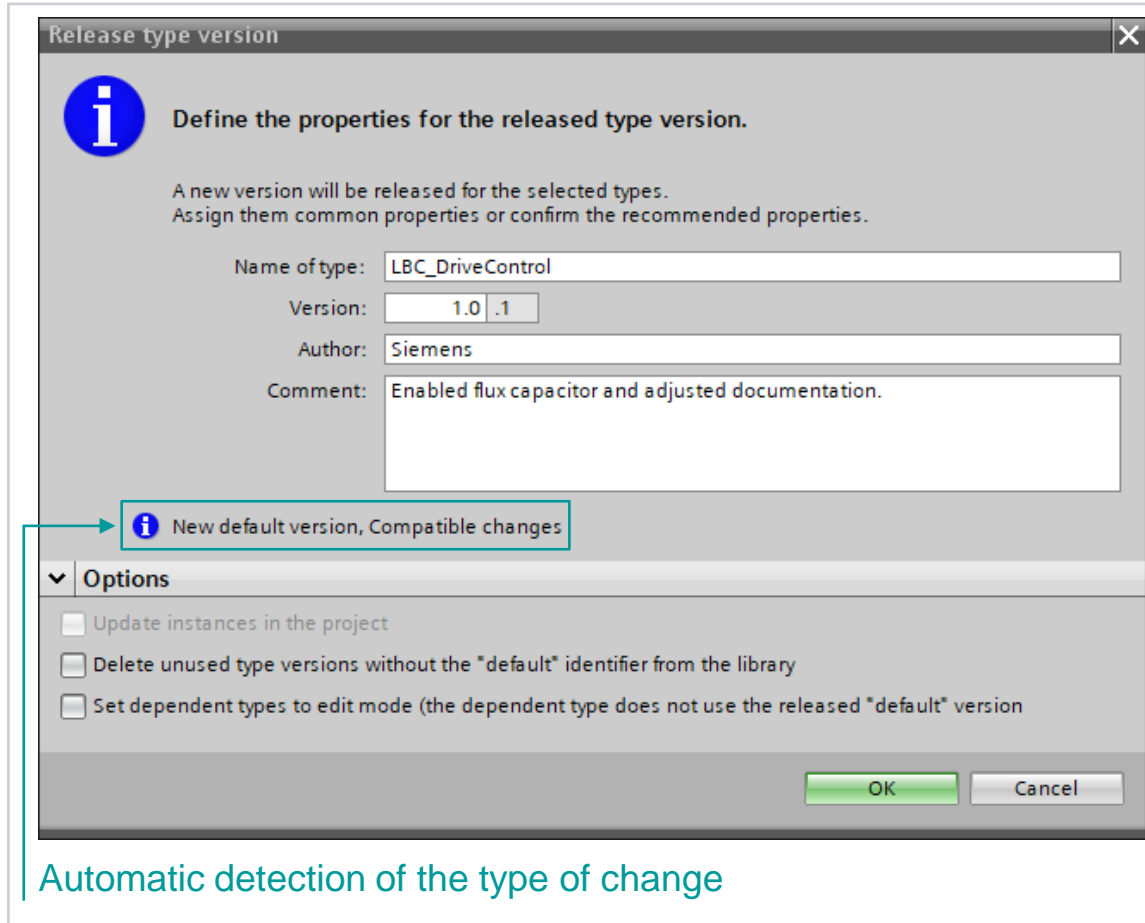 Release type version
Define the properties for the released type version.
A new version will be released for the selected types.
Assign them common properties or confirm the recommended properties.
Name of type: LBC_DriveControl
Version: 1.0 .1
Author: Siemens
Comment: Enabled flux capacitor and adjusted documentation.
New default version, Compatible changes
Options
Update instances in the project
Delete unused type versions without the "default" identifier from the library
Set dependent types to edit mode (the dependent type does not use the released "default" version
OK Cancel
Automatic detection of the type of change